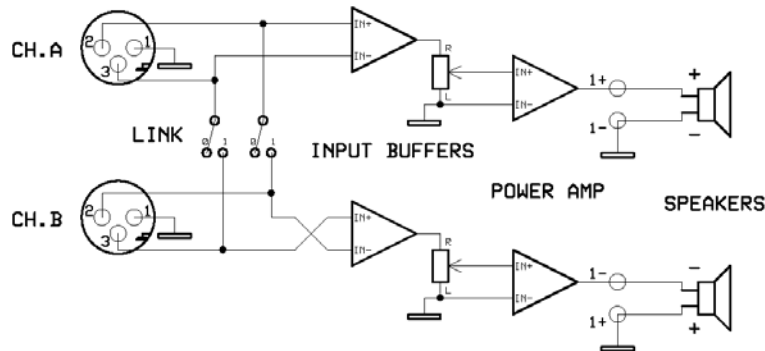 CH.A
2 1
3
IN+
IN-
R
L
IN+
IN-
1+
1-
+
−
LINK
0 1
0 1
INPUT BUFFERS
POWER AMP
SPEAKERS
CH.B
2 1
3
IN+
IN-
R
L
IN+
IN-
1-
1+
−
+